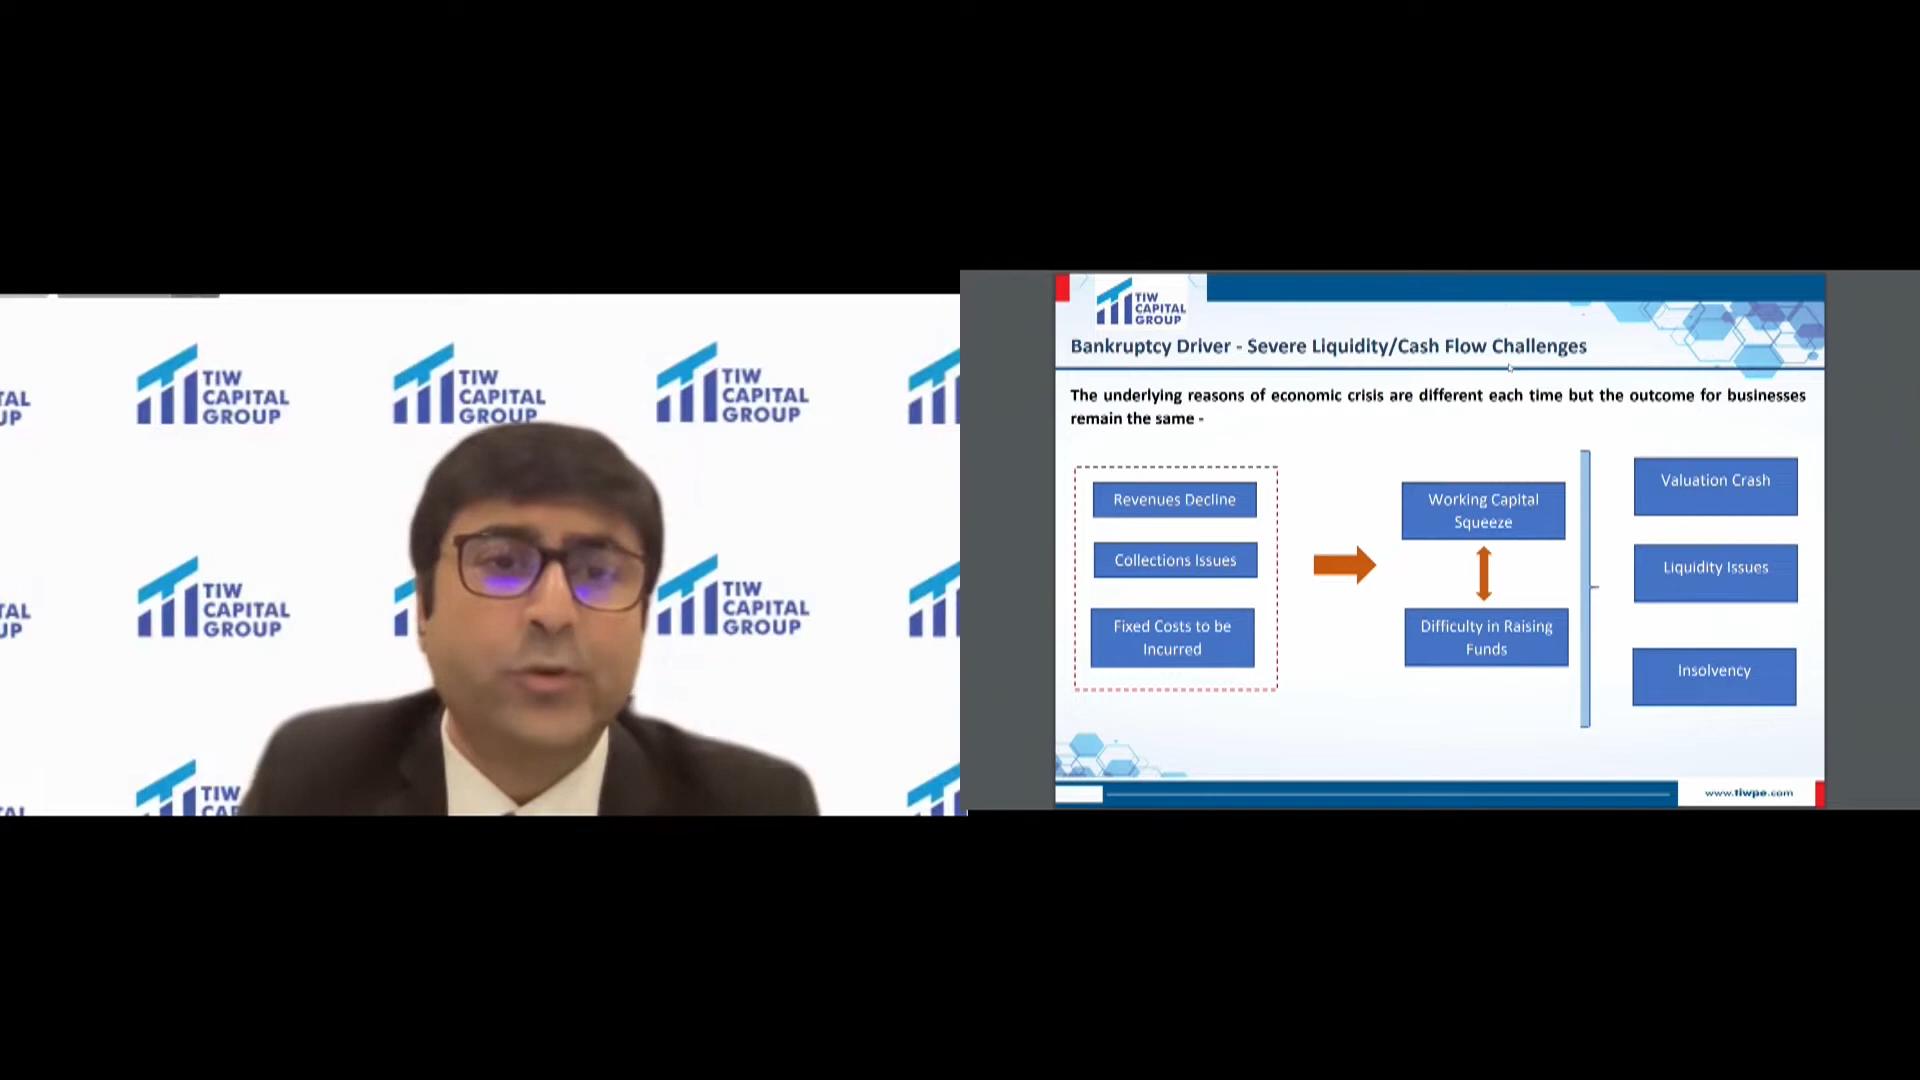 TIW
CAPITAL
GROUP
TIW
CAPITAL
GROUP
TIW
CAPITAL
GROUP
TIW
CAPITAL
GROUP
TIW
CAPITAL
GROUP
TIW
TIW
CAPITAL
GROUP
Bankruptcy Driver - Severe Liquidity/Cash Flow Challenges
The underlying reasons of economic crisis are different each time but the outcome for businesses
remain the same -
Revenues Decline
Collections Issues
Fixed Costs to be
Incurred
Working Capital
Squeeze
Difficulty in Raising
Funds
Valuation Crash
Liquidity Issues
Insolvency
www.tiwpe.com